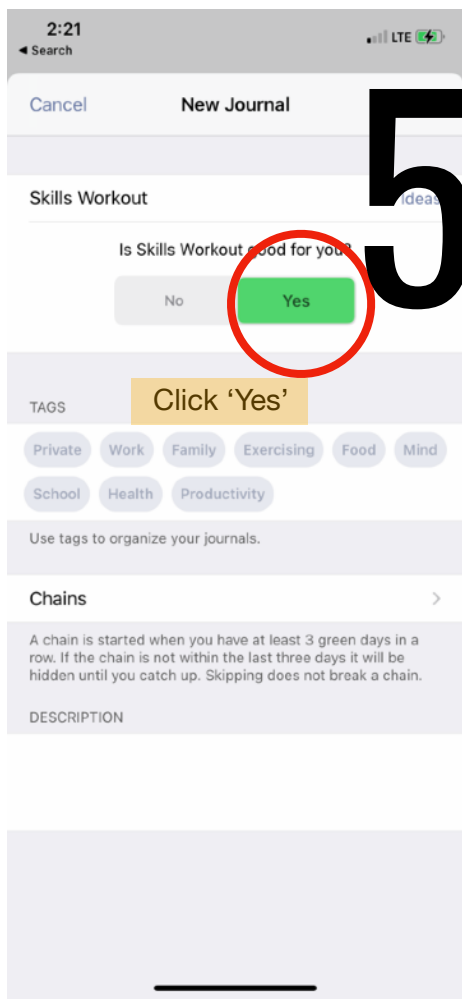 2:21
LTE
Search
Cancel
New Journal
5
Skills Workout
Ideas
Is Skills Workout good for you?
No
Yes
Click ‘Yes’
TAGS
Private Work Family Exercising Food Mind
School Health Productivity
Use tags to organize your journals.
Chains
A chain is started when you have at least 3 green days in a
row. If the chain is not within the last three days it will be
hidden until you catch up. Skipping does not break a chain.
DESCRIPTION